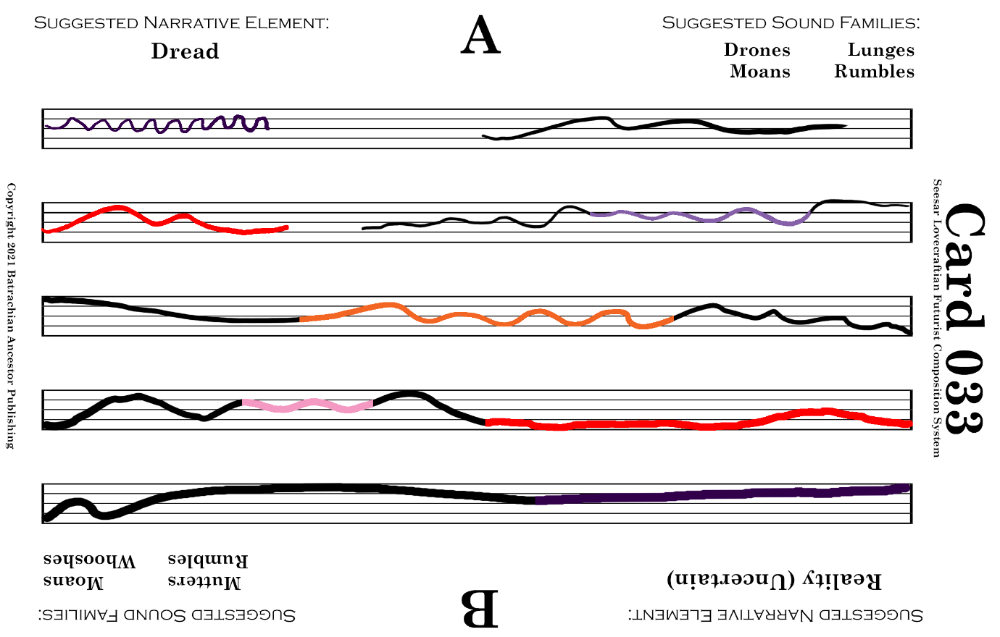 Suggested Narrative Element:
Dread
A
Suggested Sound Families:
Drones Lunges
Moans Rumbles
Copyright 2021 Batrachian Ancestor Publishing
Card 033
Seesar Lovecraftian Futurist Composition System
B
Suggested Narrative Element:
Reality (Uncertain)
Suggested Sound Families:
Mutters Moans
Rumbles Whooshes